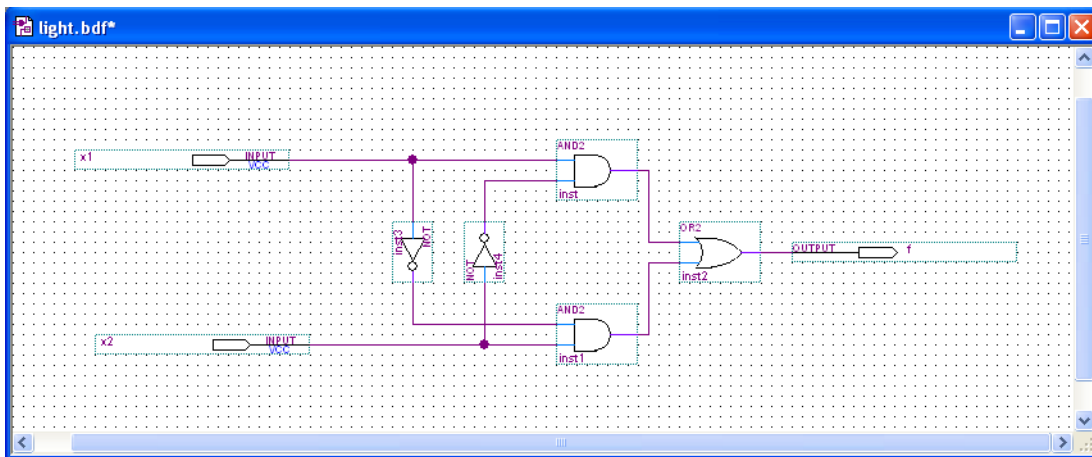 light.bdf*
x1
INPUT
VCC
AND2
inst
inst3
NOT
NOT
inst4
OR2
inst2
OUTPUT
f
x2
INPUT
VCC
AND2
inst1